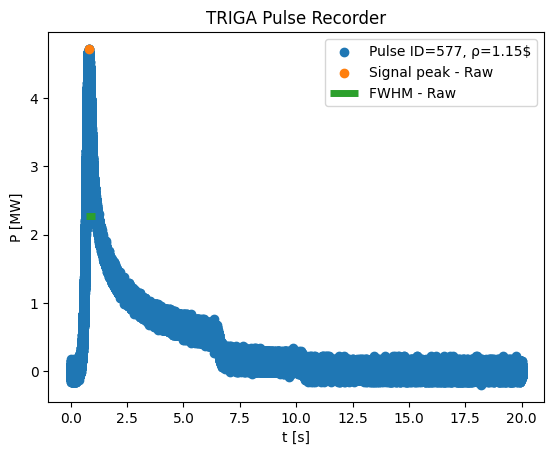 TRIGA Pulse Recorder
Pulse ID=577, ρ=1.15$
Signal peak - Raw
FWHM - Raw
P [MW]
4
3
2
1
0
0.0 2.5 5.0 7.5 10.0 12.5 15.0 17.5 20.0
t [s]